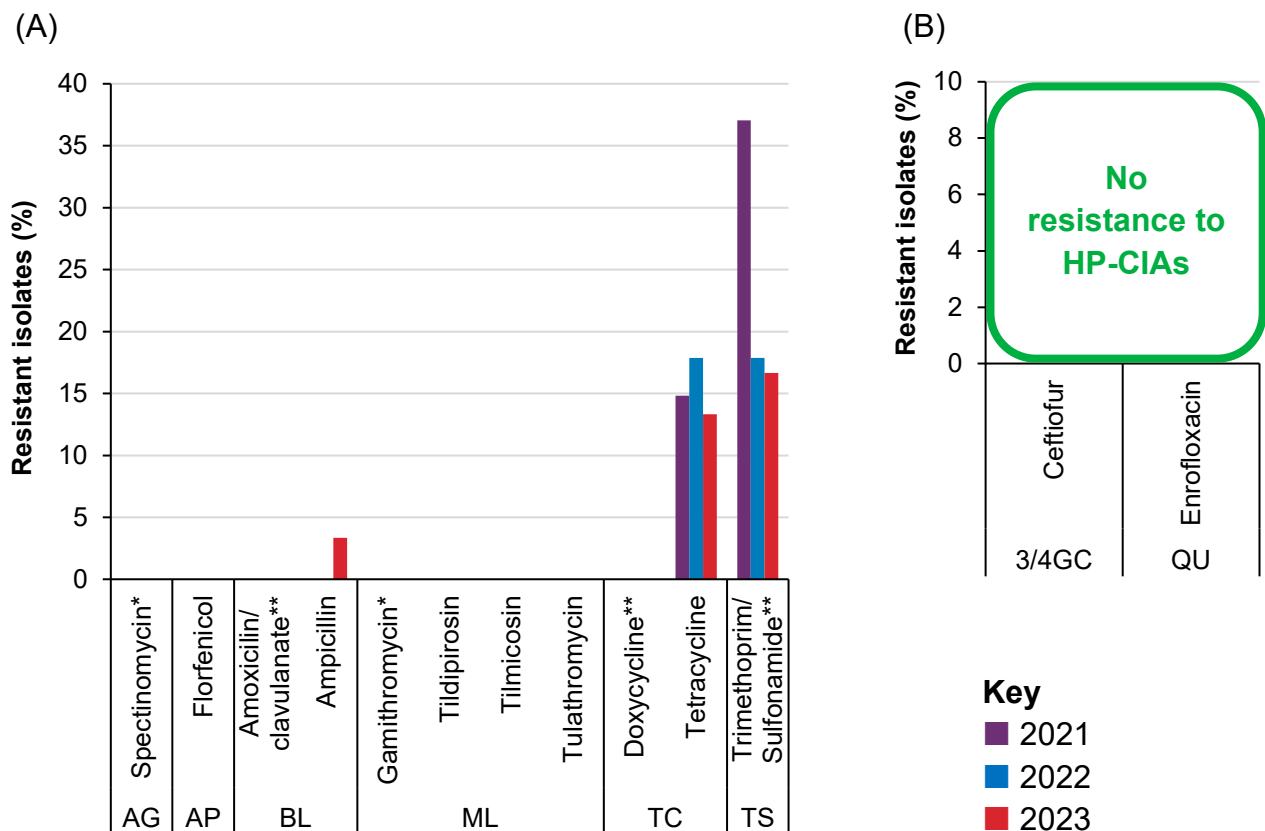 (A)
Resistant isolates (%)
40
35
30
25
20
15
10
5
0
Spectinomycin*
Florfenicol
Amoxicilin/
clavulanate**
Ampicillin
Gamithromycin*
Tildipirosin
Tilmicosin
Tulathromycin
Doxycycline**
Tetracycline
Trimethoprim/
Sulfonamide**
AG
AP
BL
ML
TC
TS
(B)
Resistant isolates (%)
10
8
6
4
2
0
No
resistance to
HP-CIAs
Ceftiofur
Enrofloxacin
3/4GC
QU
Key
2021
2022
2023